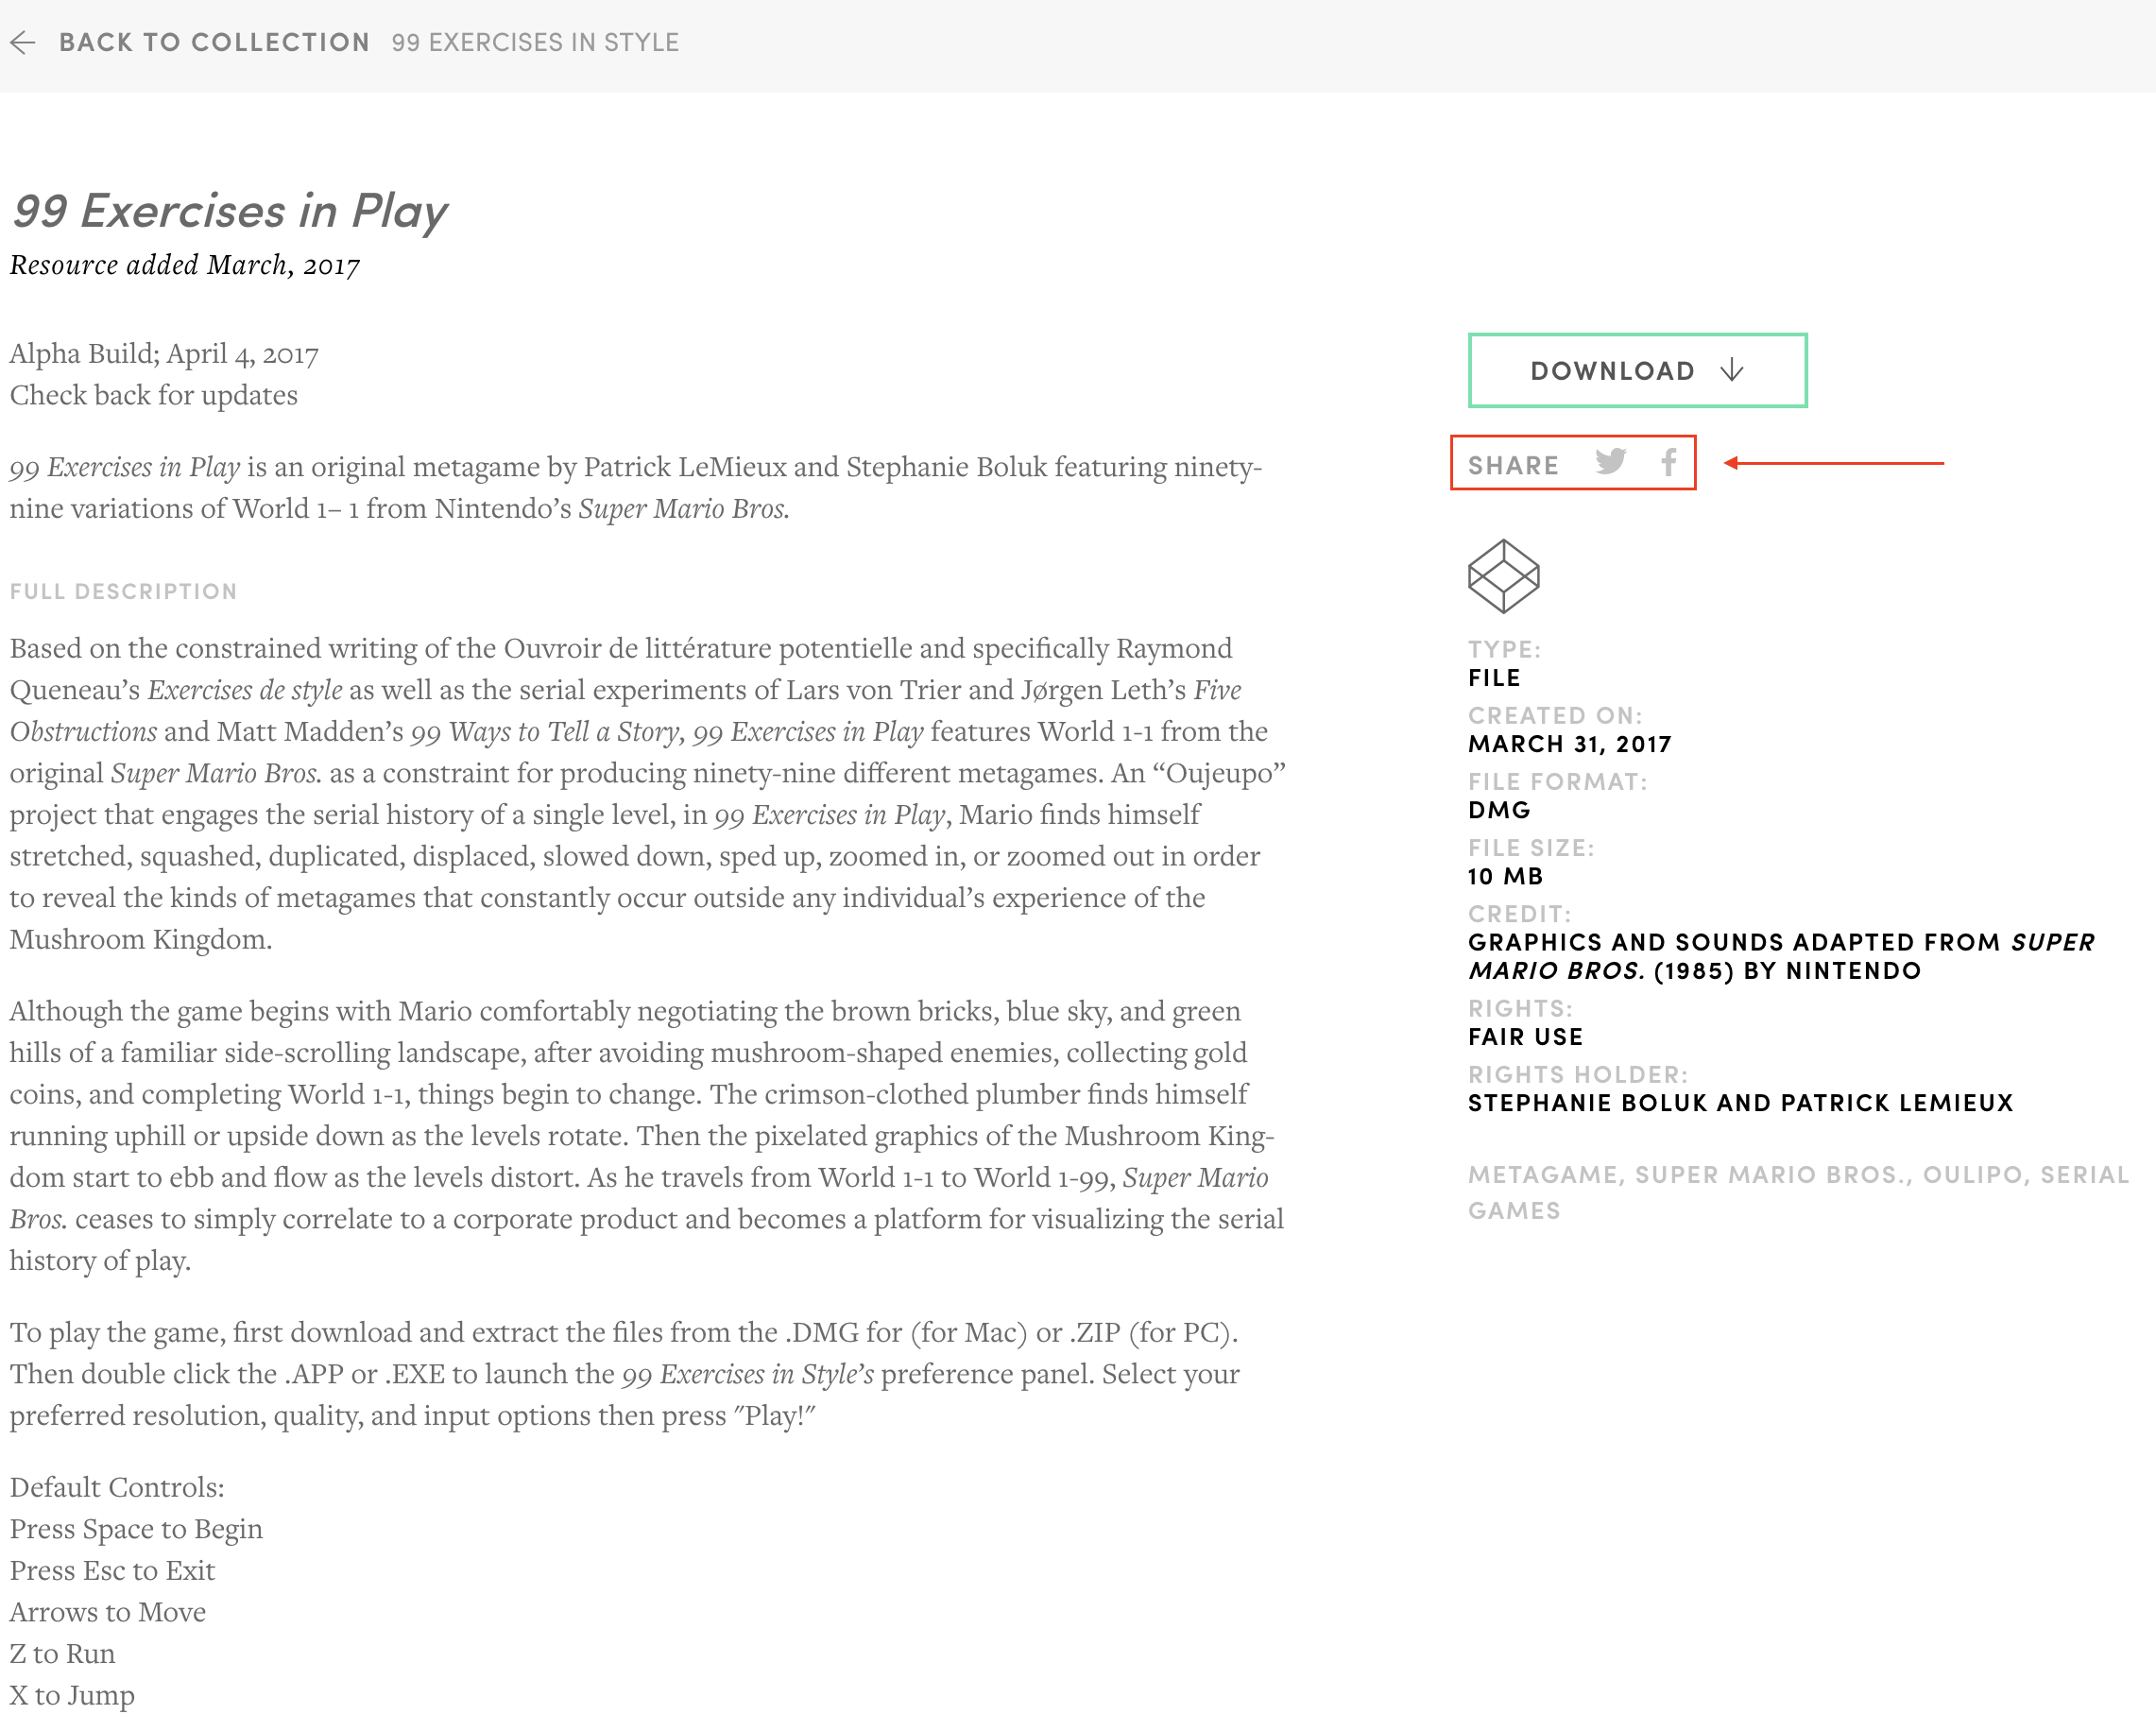 BACK TO COLLECTION 99 EXERCISES IN STYLE
99 Exercises in Play
Resource added March, 2017
Alpha Build; April 4, 2017
Check back for updates
99 Exercises in Play is an original metagame by Patrick LeMieux and Stephanie Boluk featuring ninety-
nine variations of World 1– 1 from Nintendo’s Super Mario Bros.
FULL DESCRIPTION
Based on the constrained writing of the Ouvroir de littérature potentielle and specifically Raymond
Queneau’s Exercises de style as well as the serial experiments of Lars von Trier and Jørgen Leth’s Five
Obstructions and Matt Madden’s 99 Ways to Tell a Story, 99 Exercises in Play features World 1-1 from the
original Super Mario Bros. as a constraint for producing ninety-nine different metagames. An “Oujeupo”
project that engages the serial history of a single level, in 99 Exercises in Play, Mario finds himself
stretched, squashed, duplicated, displaced, slowed down, sped up, zoomed in, or zoomed out in order
to reveal the kinds of metagames that constantly occur outside any individual’s experience of the
Mushroom Kingdom.
Although the game begins with Mario comfortably negotiating the brown bricks, blue sky, and green
hills of a familiar side-scrolling landscape, after avoiding mushroom-shaped enemies, collecting gold
coins, and completing World 1-1, things begin to change. The crimson-clothed plumber finds himself
running uphill or upside down as the levels rotate. Then the pixelated graphics of the Mushroom King-
dom start to ebb and flow as the levels distort. As he travels from World 1-1 to World 1-99, Super Mario
Bros. ceases to simply correlate to a corporate product and becomes a platform for visualizing the serial
history of play.
To play the game, first download and extract the files from the .DMG for (for Mac) or .ZIP (for PC).
Then double click the .APP or .EXE to launch the 99 Exercises in Style’s preference panel. Select your
preferred resolution, quality, and input options then press "Play!"
Default Controls:
Press Space to Begin
Press Esc to Exit
Arrows to Move
Z to Run
X to Jump
DOWNLOAD
SHARE
TYPE:
FILE
CREATED ON:
MARCH 31, 2017
FILE FORMAT:
DMG
FILE SIZE:
10 MB
CREDIT:
GRAPHICS AND SOUNDS ADAPTED FROM SUPER
MARIO BROS. (1985) BY NINTENDO
RIGHTS:
FAIR USE
RIGHTS HOLDER:
STEPHANIE BOLUK AND PATRICK LEMIEUX
METAGAME, SUPER MARIO BROS., OULIPO, SERIAL
GAMES